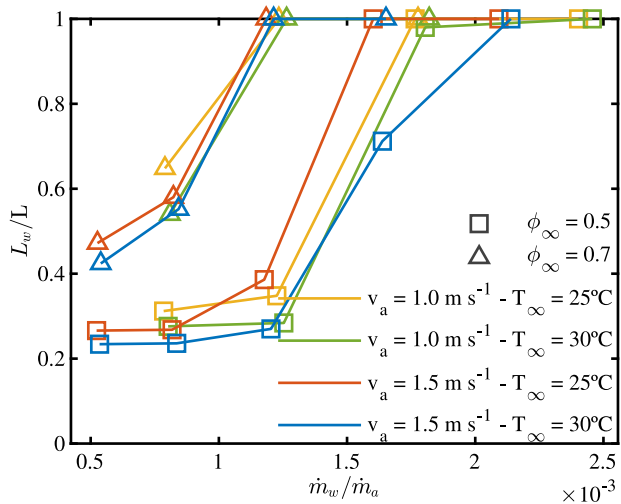 1
0.8
0.6
0.4
0.2
0
L_w/L
ϕ_∞ = 0.5
ϕ_∞ = 0.7
v_a = 1.0 m s⁻¹ - T_∞ = 25ºC
v_a = 1.0 m s⁻¹ - T_∞ = 30ºC
v_a = 1.5 m s⁻¹ - T_∞ = 25ºC
v_a = 1.5 m s⁻¹ - T_∞ = 30ºC
0.5 1 1.5 2 2.5
ṁ_w/ṁ_a ×10⁻³